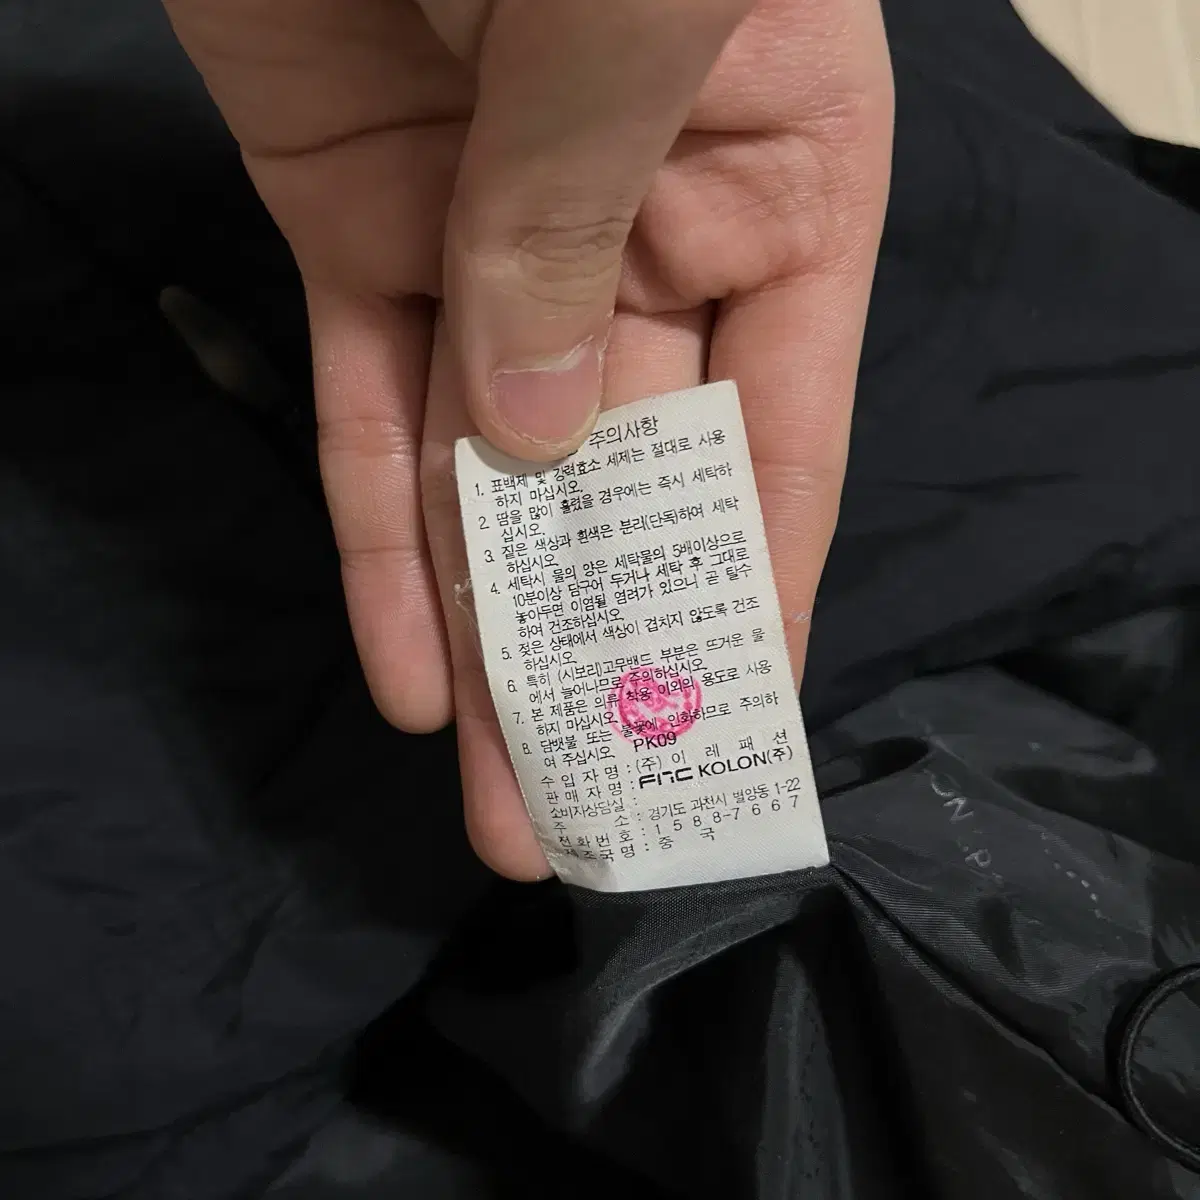 주의사항
1. 표백제 및 강력효소 세제는 절대로 사용
하지 마십시오.
2. 땀을 많이 흘렸을 경우에는 즉시 세탁하
십시오.
3. 짙은 색상과 흰색은 분리(단독)하여 세탁
하십시오.
4. 세탁시 물의 양은 세탁물의 5배이상으로
10분이상 담구어 두거나 세탁 후 그대로
놓아두면 이염될 염려가 있으니 곧 탈수
하여 건조하십시오.
5. 젖은 상태에서 색상이 겹치지 않도록 건조
하십시오.
6. 특히 (시보리)고무밴드 부분은 뜨거운 물
에서 늘어나므로 주의하십시오.
7. 본 제품은 의류 착용 이외의 용도로 사용
하지 마십시오.
8. 담뱃불 또는 불꽃에 인화하므로 주의하
여 주십시오.
PK09
수 입 자 명 : (주) 이 레 패 션
판 매 자 명 : FnC KOLON(주)
소비자상담실 :
주 소 : 경기도 과천시 별양동 1-22
전 화 번 호 : 1 5 8 8-7 6 6 7
제 조 국 명 : 중 국